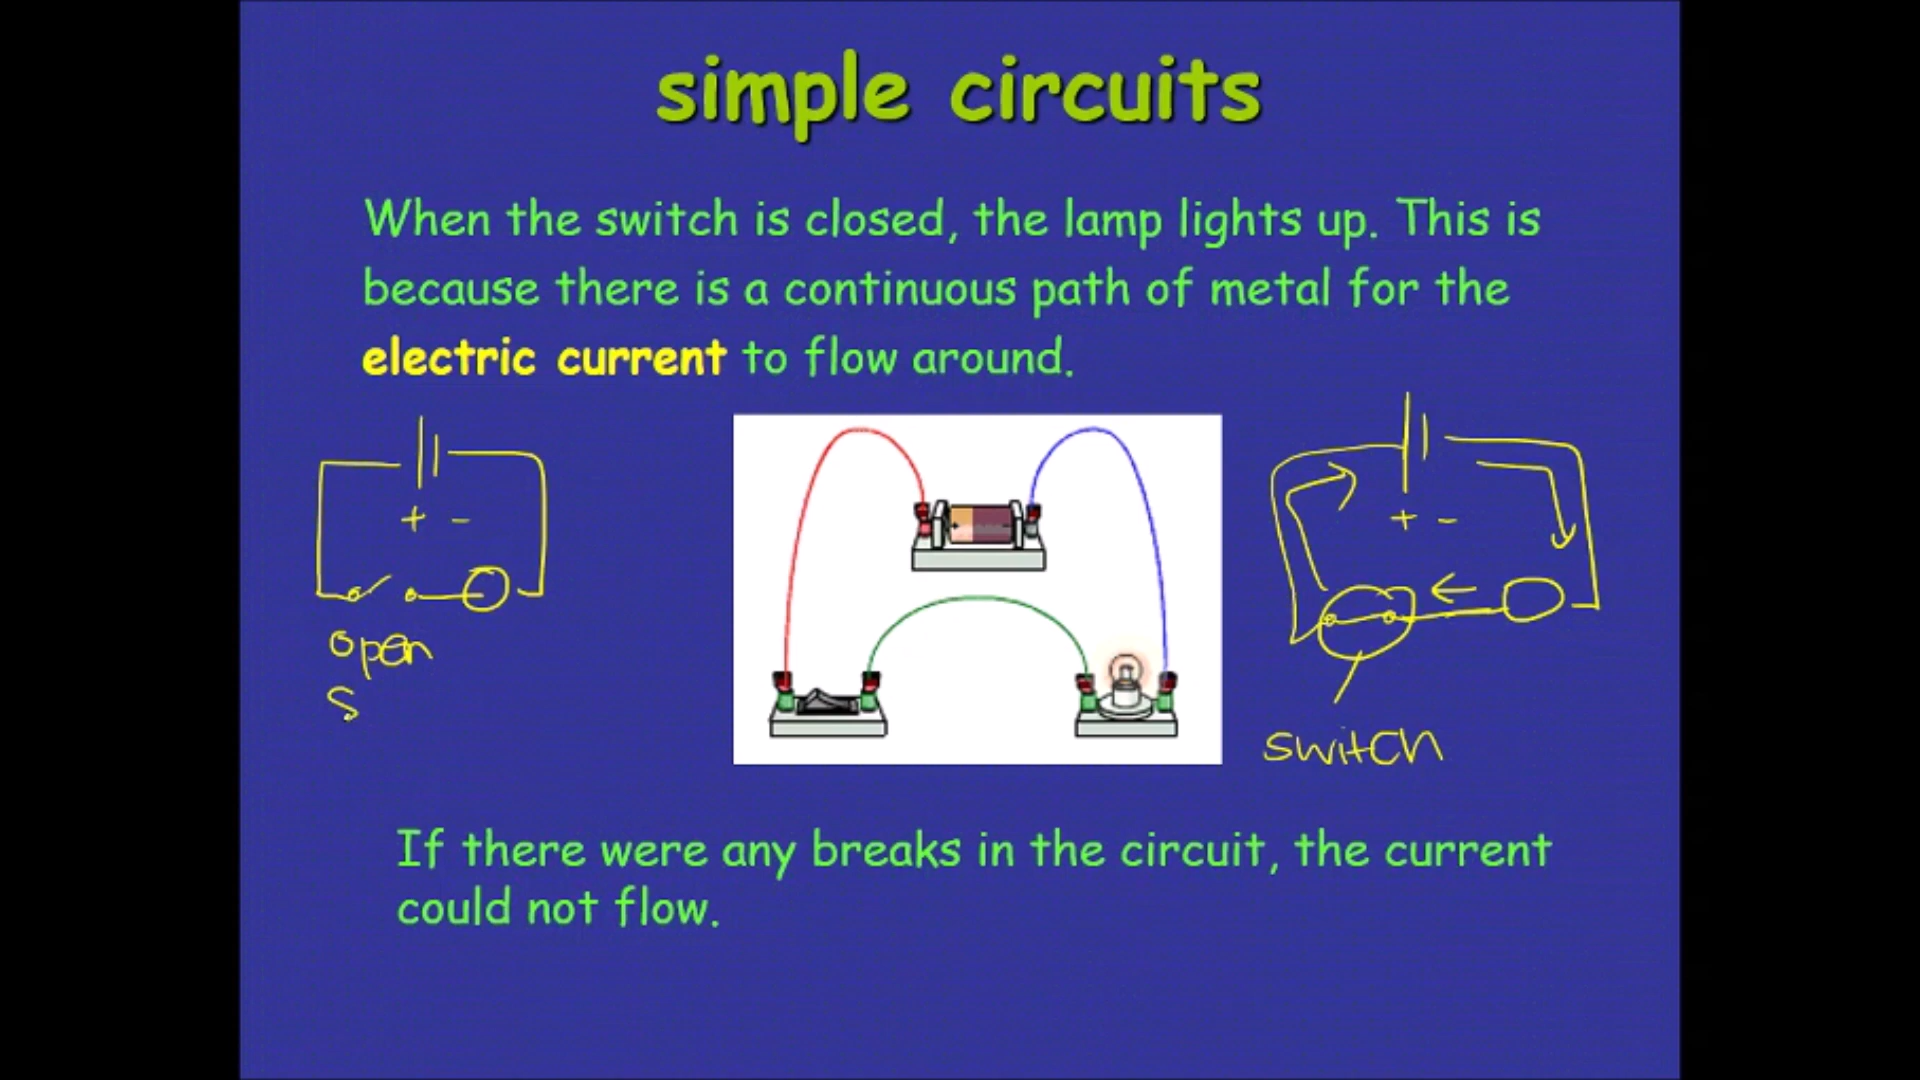 simple circuits
When the switch is closed, the lamp lights up. This is
because there is a continuous path of metal for the
electric current to flow around.
+ -
open
S
+ -
switch
If there were any breaks in the circuit, the current
could not flow.